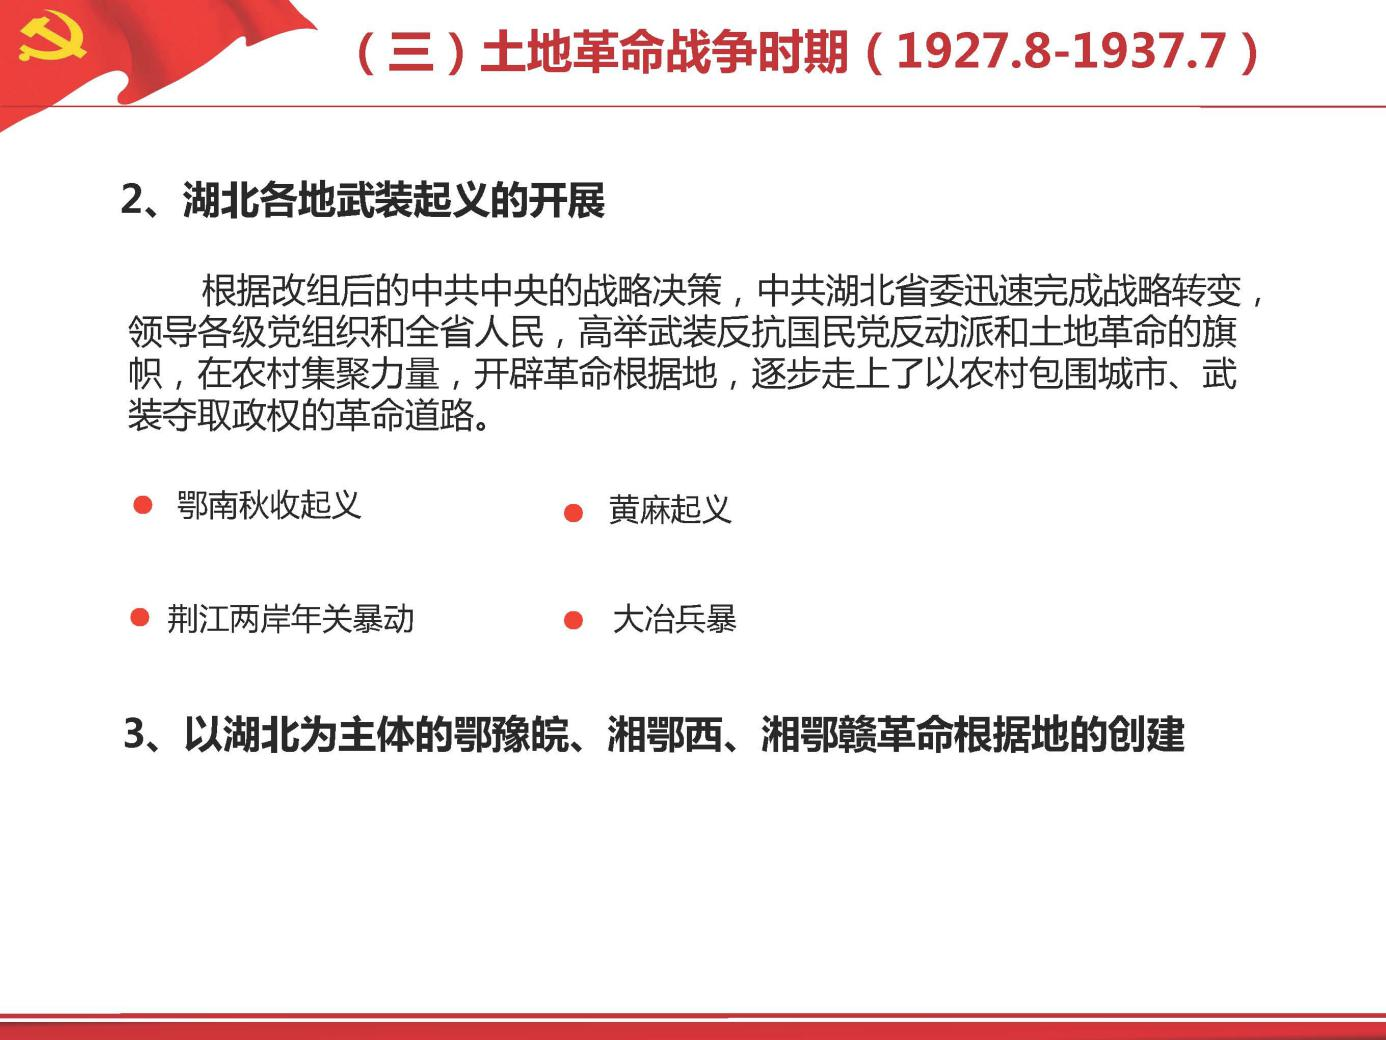 （三）土地革命战争时期（1927.8-1937.7）
2、湖北各地武装起义的开展
根据改组后的中共中央的战略决策，中共湖北省委迅速完成战略转变，
领导各级党组织和全省人民，高举武装反抗国民党反动派和土地革命的旗
帜，在农村集聚力量，开辟革命根据地，逐步走上了以农村包围城市、武
装夺取政权的革命道路。
鄂南秋收起义
黄麻起义
荆江两岸年关暴动
大冶兵暴
3、以湖北为主体的鄂豫皖、湘鄂西、湘鄂赣革命根据地的创建